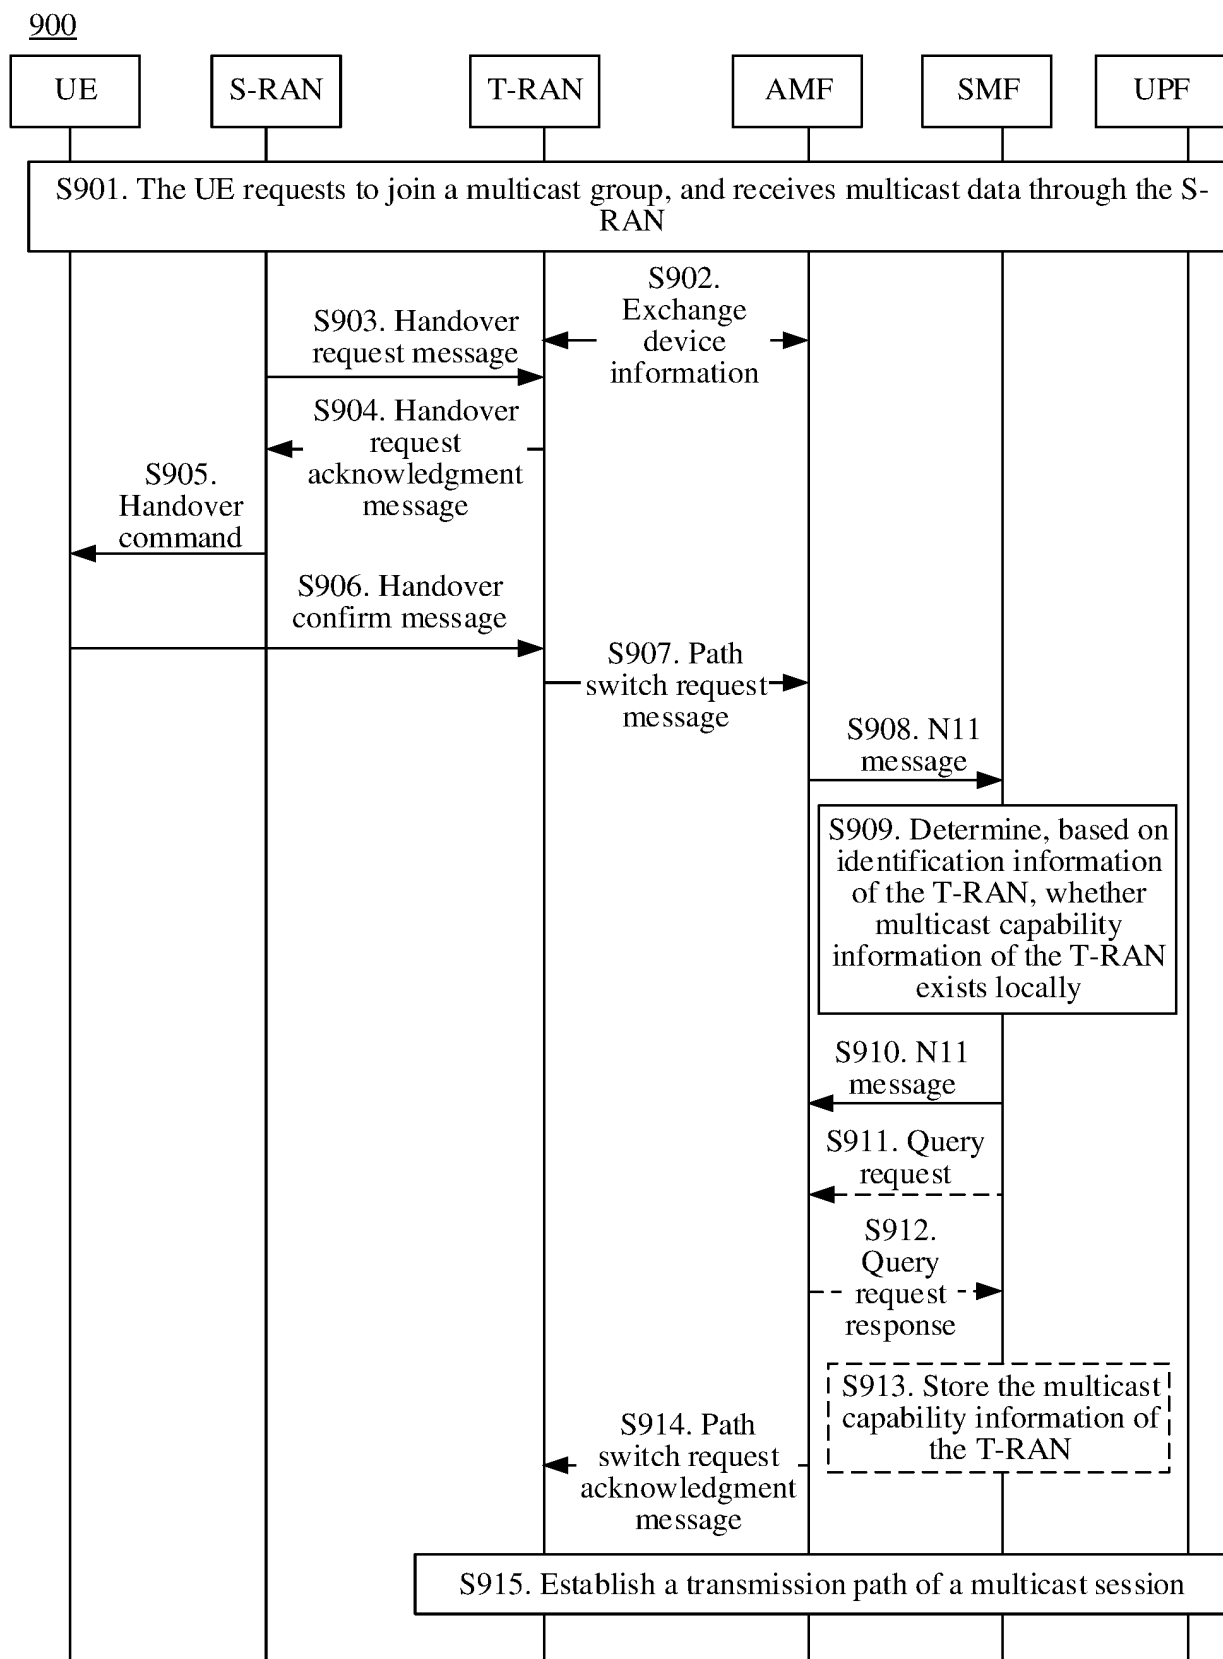 900
UE
S-RAN
T-RAN
AMF
SMF
UPF
S901. The UE requests to join a multicast group, and receives multicast data through the S-
RAN
S902.
Exchange
device
information
S903. Handover
request message
S904. Handover
request
acknowledgment
message
S905.
Handover
command
S906. Handover
confirm message
S907. Path
switch request
message
S908. N11
message
S909. Determine, based on
identification information
of the T-RAN, whether
multicast capability
information of the T-RAN
exists locally
S910. N11
message
S911. Query
request
S912.
Query
request
response
S913. Store the multicast
capability information of
the T-RAN
S914. Path
switch request
acknowledgment
message
S915. Establish a transmission path of a multicast session